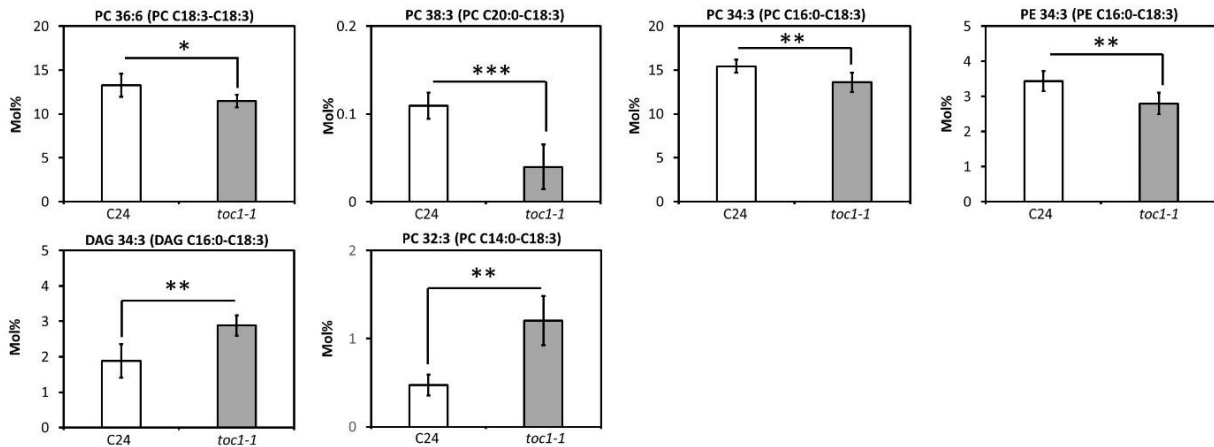 PC 36:6 (PC C18:3-C18:3)
20
15
10
5
0
Mol%
*
C24
toc1-1
PC 38:3 (PC C20:0-C18:3)
0.2
0.1
0
Mol%
***
C24
toc1-1
PC 34:3 (PC C16:0-C18:3)
20
15
10
5
0
Mol%
**
C24
toc1-1
PE 34:3 (PE C16:0-C18:3)
5
4
3
2
1
0
Mol%
**
C24
toc1-1
DAG 34:3 (DAG C16:0-C18:3)
5
4
3
2
1
0
Mol%
**
C24
toc1-1
PC 32:3 (PC C14:0-C18:3)
2
1
0
Mol%
**
C24
toc1-1